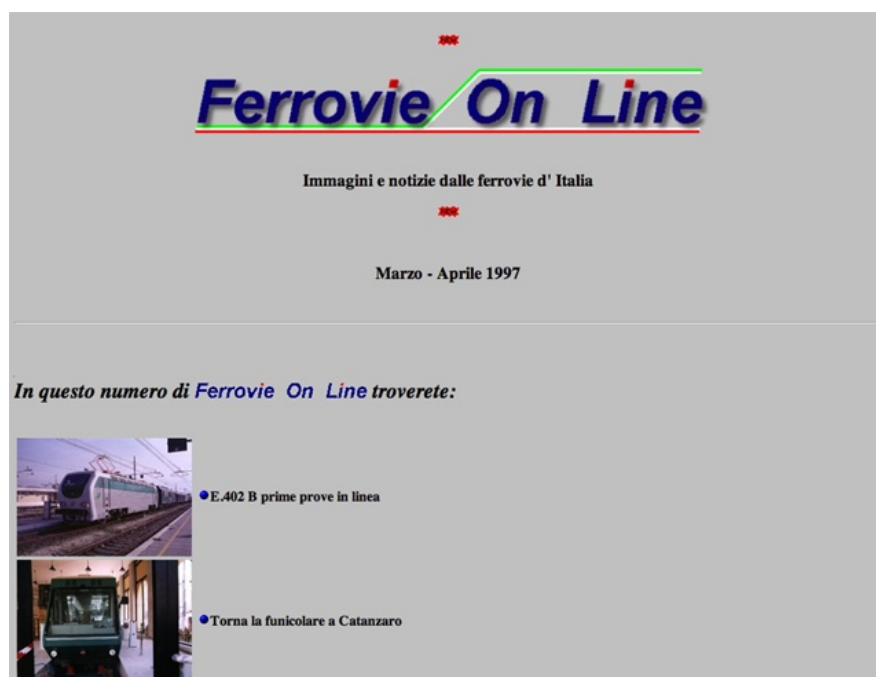 Ferrovie On Line
Immagini e notizie dalle ferrovie d' Italia
Marzo - Aprile 1997
In questo numero di Ferrovie On Line troverete:
E.402 B prime prove in linea
Torna la funicolare a Catanzaro